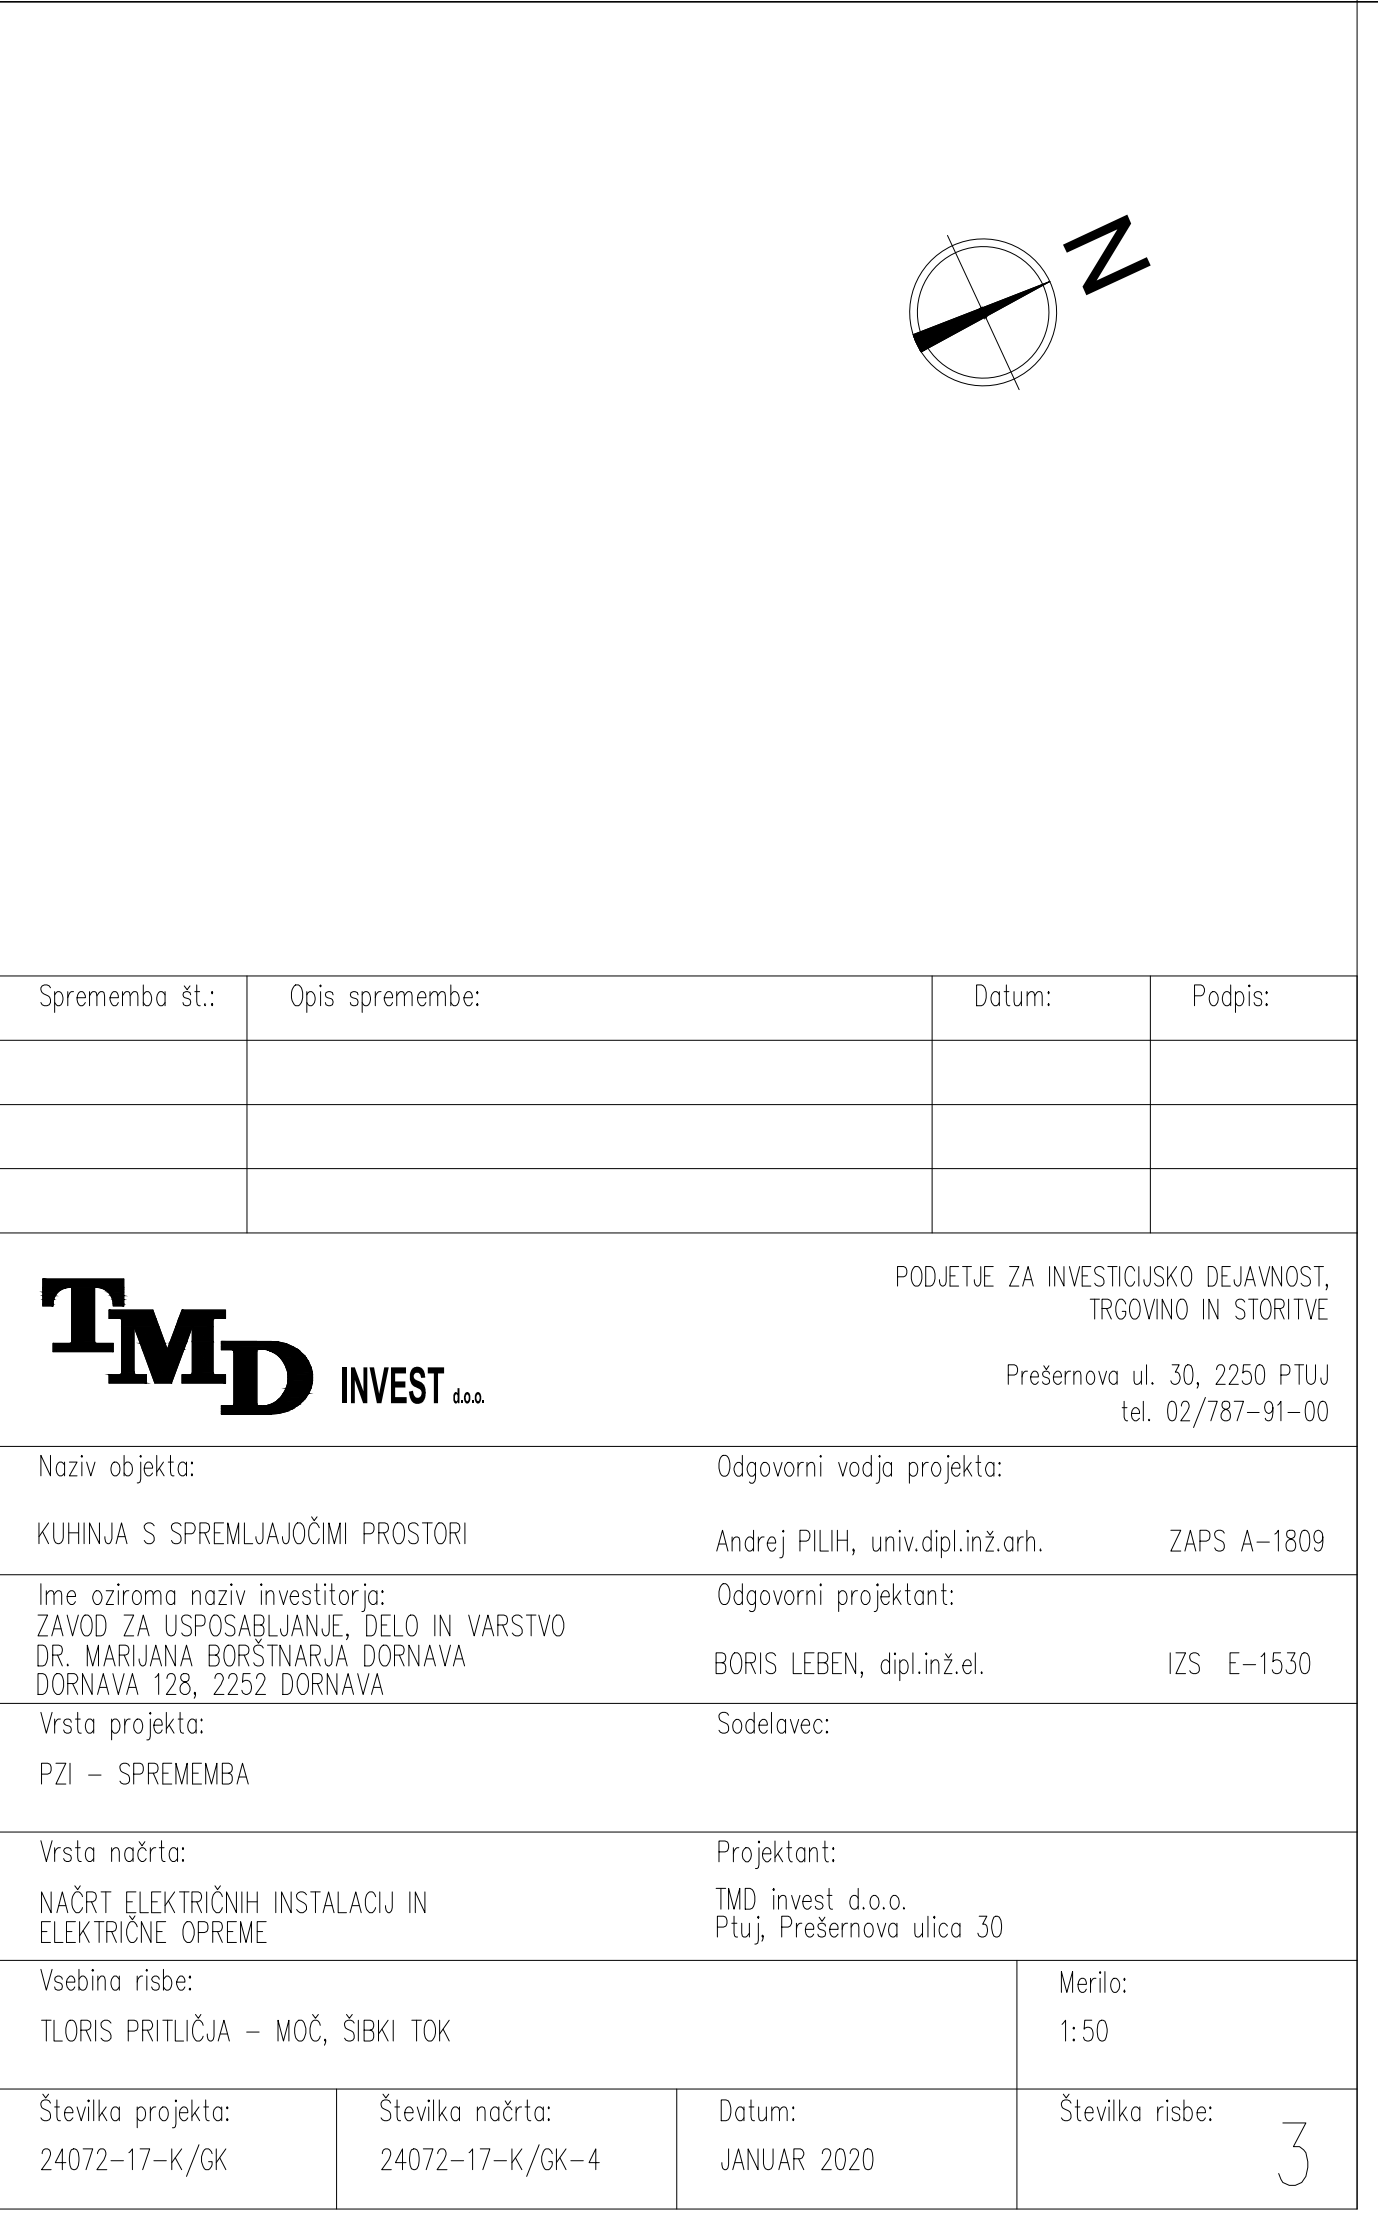 N
Sprememba št.: Opis spremembe: Datum: Podpis:
TMD INVEST d.o.o.
PODJETJE ZA INVESTICIJSKO DEJAVNOST,
TRGOVINO IN STORITVE
Prešernova ul. 30, 2250 PTUJ
tel. 02/787-91-00
Naziv objekta:
KUHINJA S SPREMLJAJOČIMI PROSTORI
Odgovorni vodja projekta:
Andrej PILIH, univ.dipl.inž.arh. ZAPS A-1809
Ime oziroma naziv investitorja:
ZAVOD ZA USPOSABLJANJE, DELO IN VARSTVO
DR. MARIJANA BORŠTNARJA DORNAVA
DORNAVA 128, 2252 DORNAVA
Odgovorni projektant:
BORIS LEBEN, dipl.inž.el. IZS E-1530
Vrsta projekta:
PZI - SPREMEMBA
Sodelavec:
Vrsta načrta:
NAČRT ELEKTRIČNIH INSTALACIJ IN
ELEKTRIČNE OPREME
Projektant:
TMD invest d.o.o.
Ptuj, Prešernova ulica 30
Vsebina risbe:
TLORIS PRITLIČJA - MOČ, ŠIBKI TOK
Merilo:
1:50
Številka projekta:
24072-17-K/GK
Številka načrta:
24072-17-K/GK-4
Datum:
JANUAR 2020
Številka risbe:
3